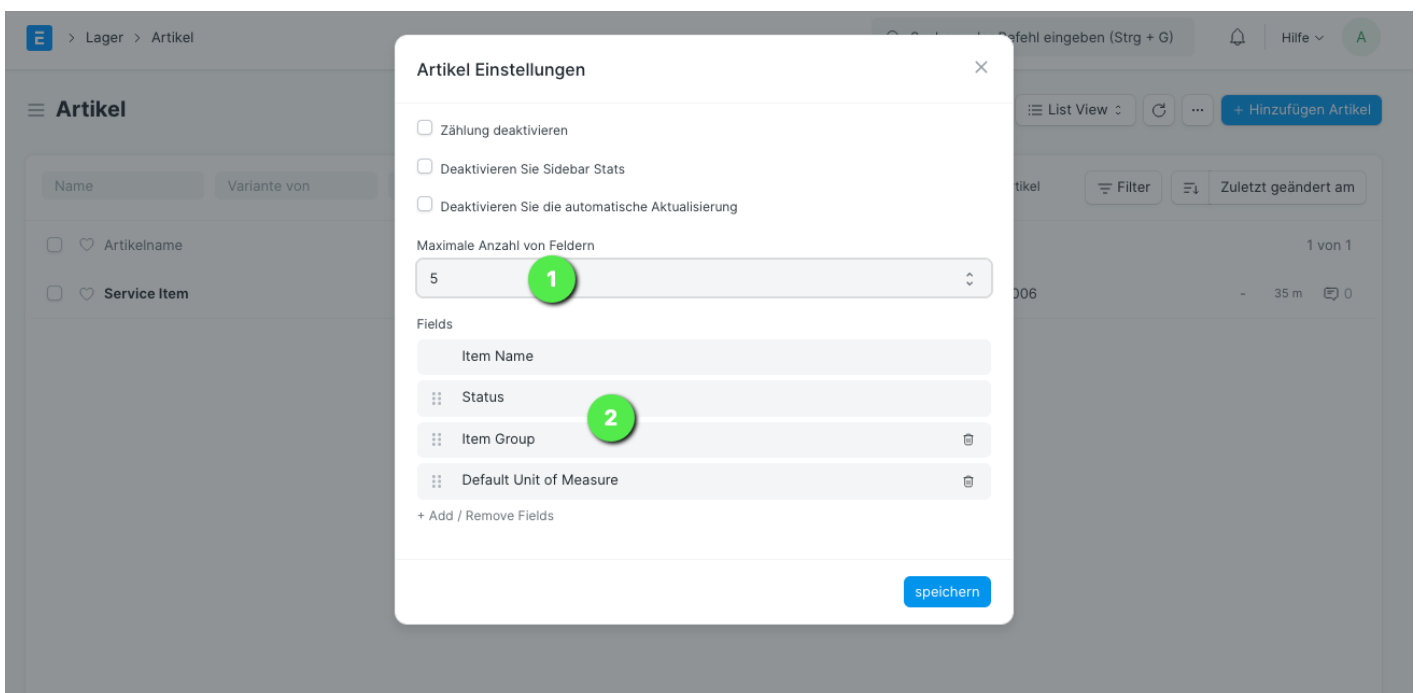 E > Lager > Artikel
Befehl eingeben (Strg + G)
Hilfe
A
Artikel Einstellungen
Artikel
List View
...
+ Hinzufügen Artikel
Zählung deaktivieren
Deaktivieren Sie Sidebar Stats
Name
Variante von
Filter
Zuletzt geändert am
Deaktivieren Sie die automatische Aktualisierung
Maximale Anzahl von Feldern
Artikelname
1 von 1
5
1
Service Item
006
-
35 m
0
Fields
Item Name
Status
2
Item Group
Default Unit of Measure
+ Add / Remove Fields
speichern